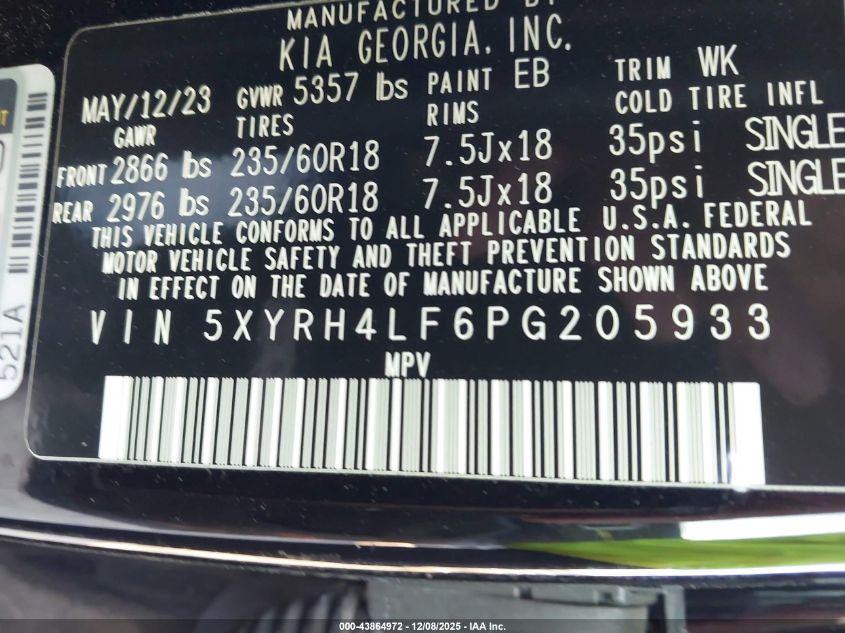 MANUFACTURED BY
KIA GEORGIA, INC.
MAY/12/23 GVWR 5357 lbs PAINT EB TRIM WK
GAWR TIRES RIMS COLD TIRE INFL
FRONT 2866 lbs 235/60R18 7.5Jx18 35psi SINGLE
REAR 2976 lbs 235/60R18 7.5Jx18 35psi SINGLE
THIS VEHICLE CONFORMS TO ALL APPLICABLE U.S.A. FEDERAL
MOTOR VEHICLE SAFETY AND THEFT PREVENTION STANDARDS
IN EFFECT ON THE DATE OF MANUFACTURE SHOWN ABOVE
VIN 5XYRH4LF6PG205933
MPV
521A
000-43864972 - 12/08/2025 - IAA Inc.